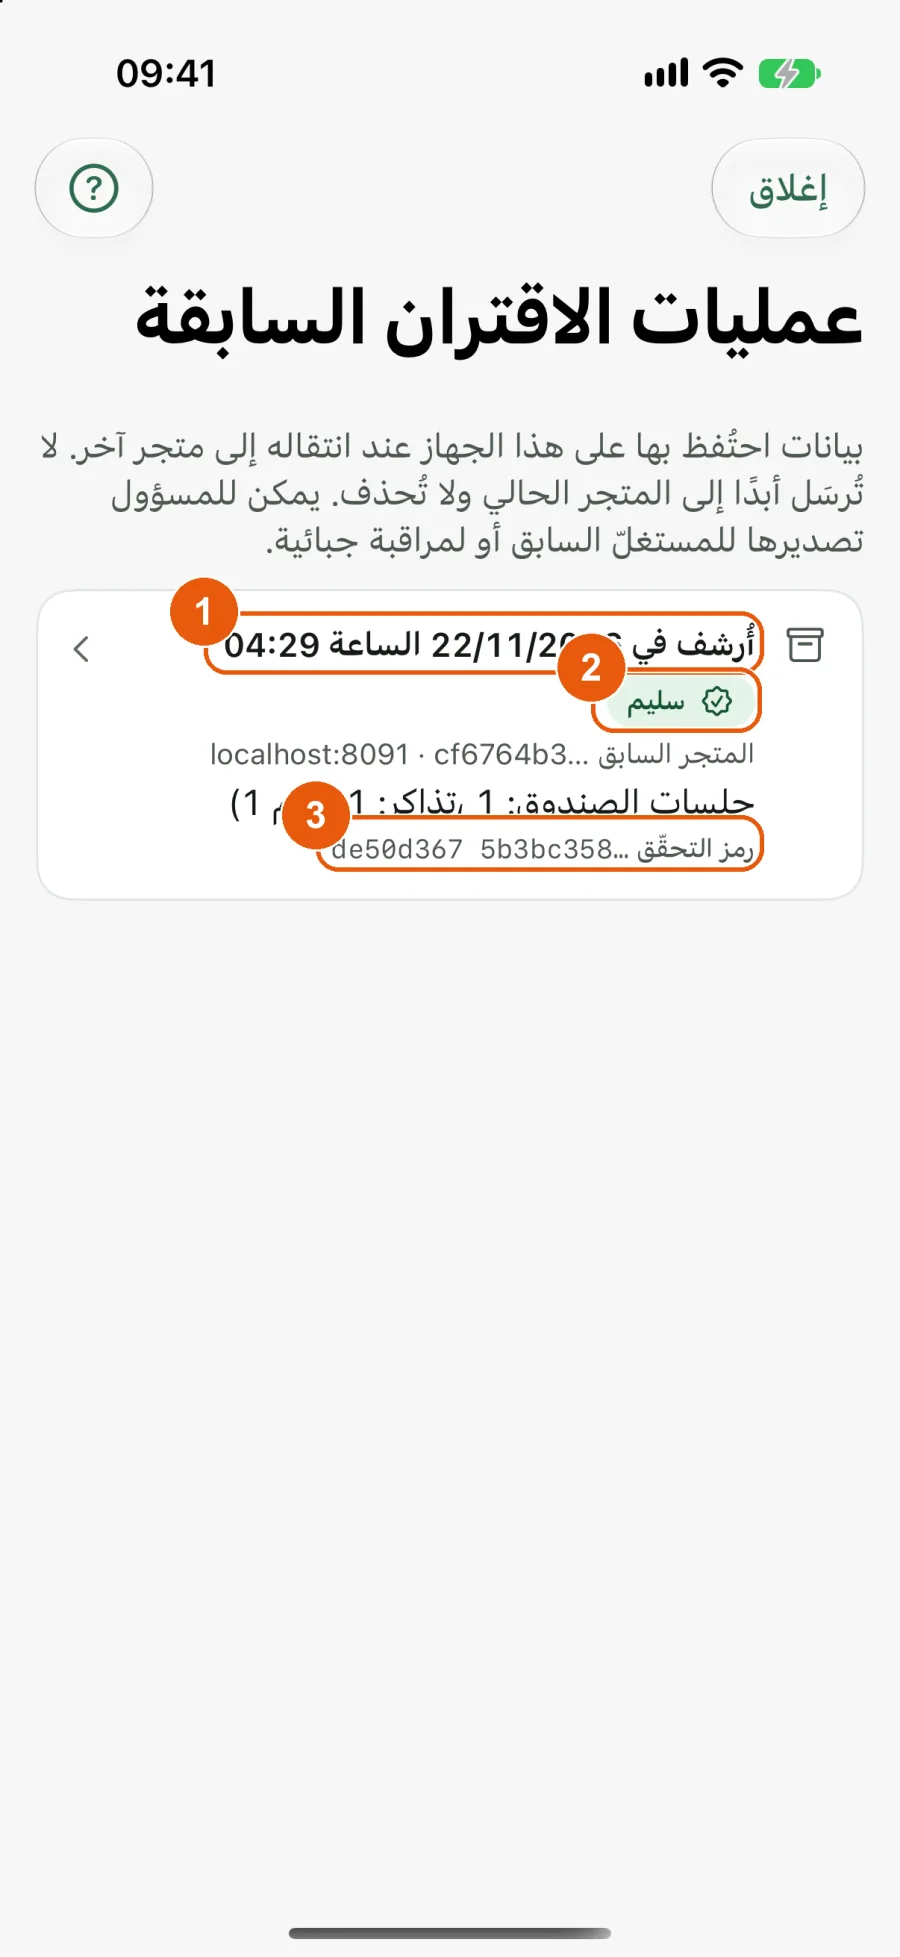 09:41
إغلاق
عمليات الاقتران السابقة
بيانات احتُفظ بها على هذا الجهاز عند انتقاله إلى متجر آخر. لا
تُرسَل أبدًا إلى المتجر الحالي ولا تُحذف. يمكن للمسؤول
تصديرها للمستغلّ السابق أو لمراقبة جبائية.
1
أُرشف في 22/11/20 الساعة 04:29
2
سليم
المتجر السابق localhost:8091 · cf6764b3…
جلسات الصندوق: 1، تذاكر: 1 م 1)
3
رمز التحقّق de50d367 5b3bc358…